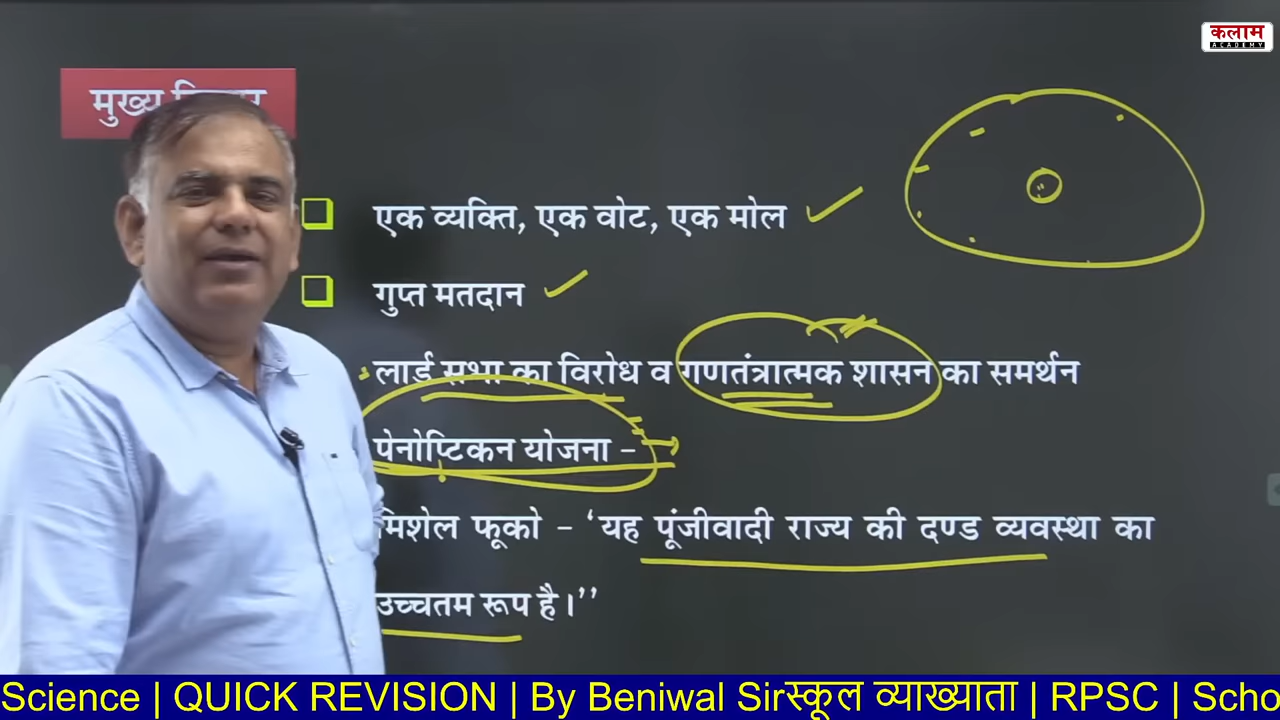 कलाम
ACADEMY
मुख्य
एक व्यक्ति, एक वोट, एक मोल
गुप्त मतदान
लार्ड सभा का विरोध व गणतंत्रात्मक शासन का समर्थन
पेनोप्टिकन योजना –
मिशेल फूको – ‘यह पूंजीवादी राज्य की दण्ड व्यवस्था का
उच्चतम रूप है।’’
Science | QUICK REVISION | By Beniwal Sirस्कूल व्याख्याता | RPSC | Scho